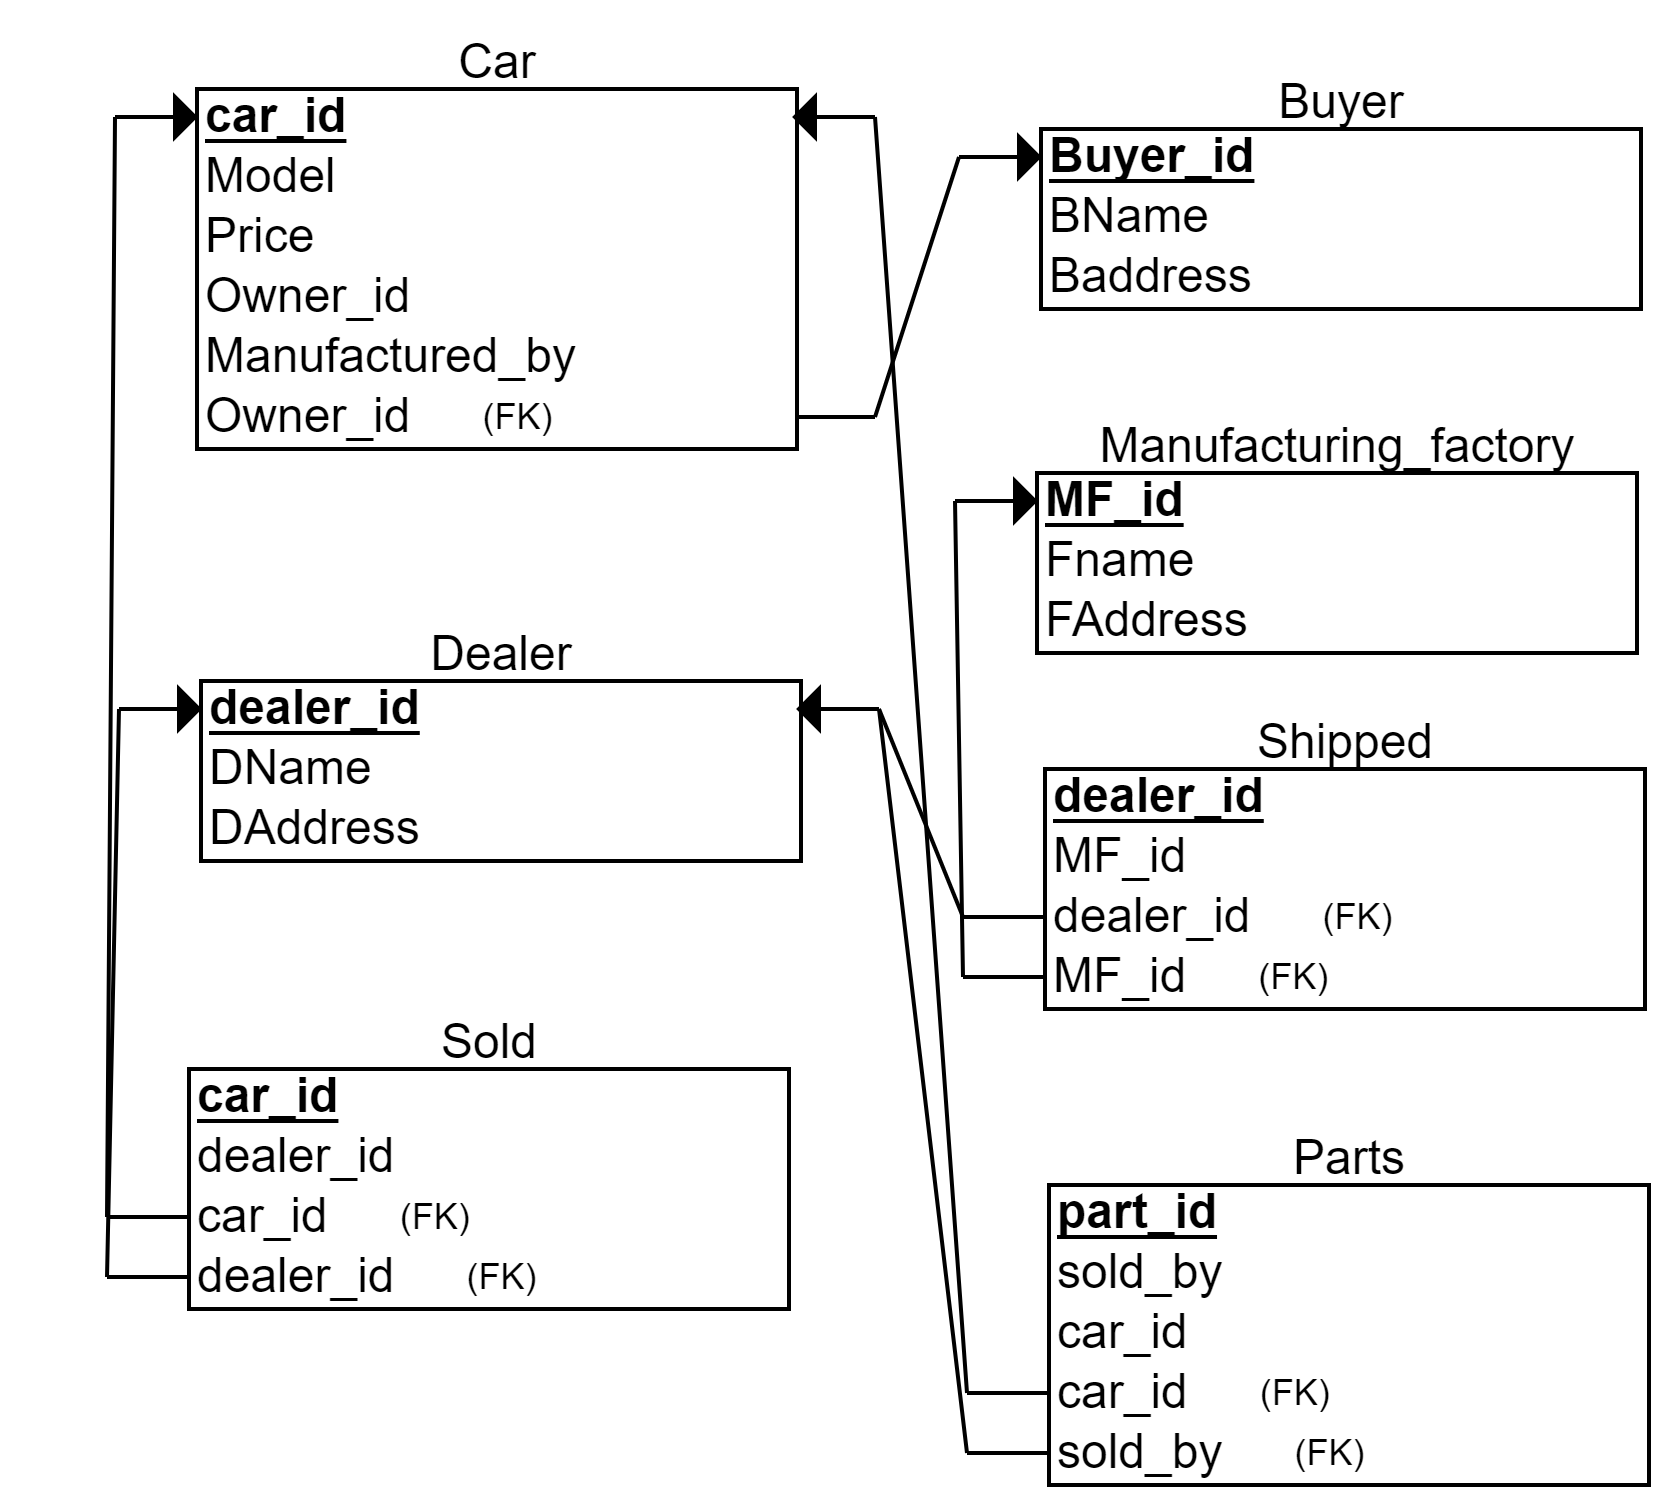 Car
car_id
Model
Price
Owner_id
Manufactured_by
Owner_id (FK)
Buyer
Buyer_id
BName
Baddress
Manufacturing_factory
MF_id
Fname
FAddress
Dealer
dealer_id
DName
DAddress
Shipped
dealer_id
MF_id
dealer_id (FK)
MF_id (FK)
Sold
car_id
dealer_id
car_id (FK)
dealer_id (FK)
Parts
part_id
sold_by
car_id
car_id (FK)
sold_by (FK)